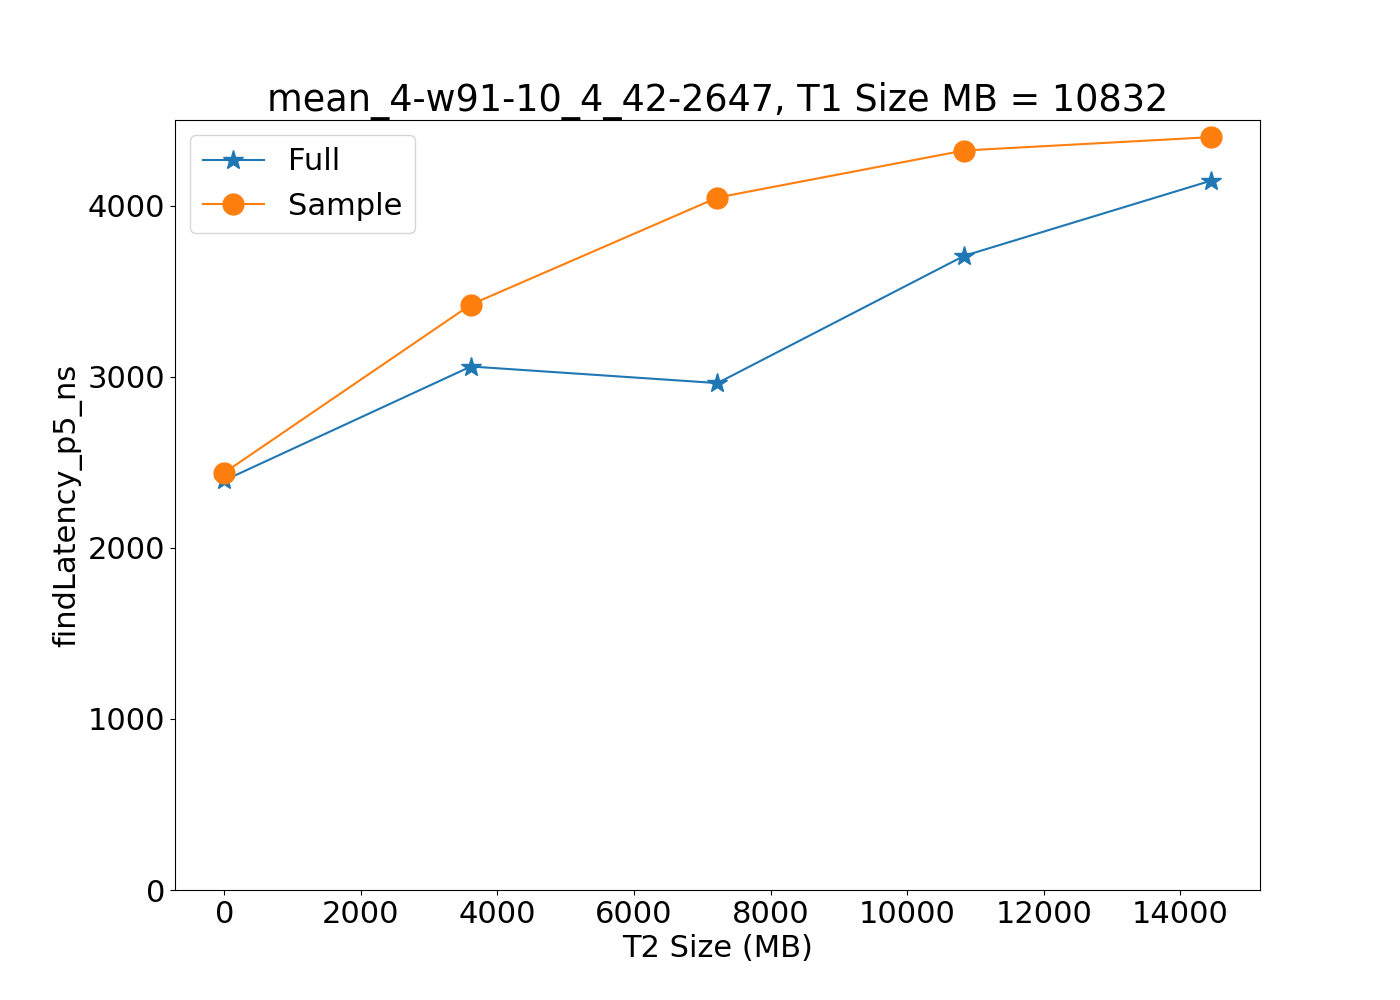 mean_4-w91-10_4_42-2647, T1 Size MB = 10832
Full
Sample
findLatency_p5_ns
4000
3000
2000
1000
0
0 2000 4000 6000 8000 10000 12000 14000
T2 Size (MB)